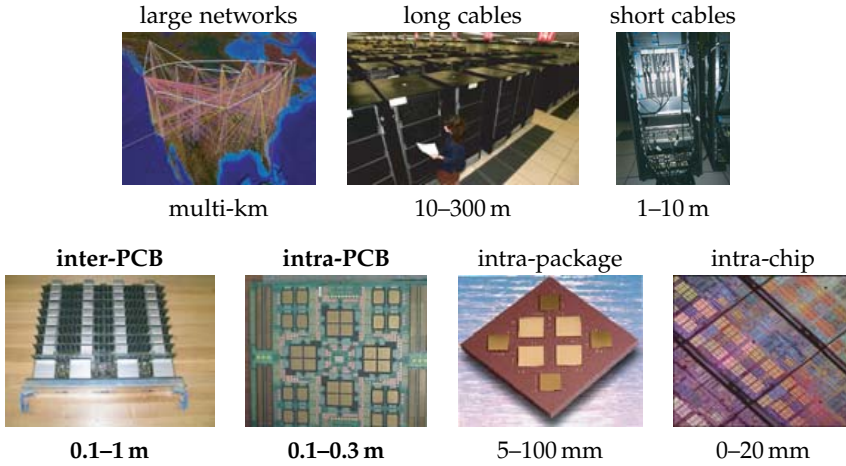 large networks
long cables
short cables
multi-km
10–300 m
1–10 m
inter-PCB
intra-PCB
intra-package
intra-chip
0.1–1 m
0.1–0.3 m
5–100 mm
0–20 mm